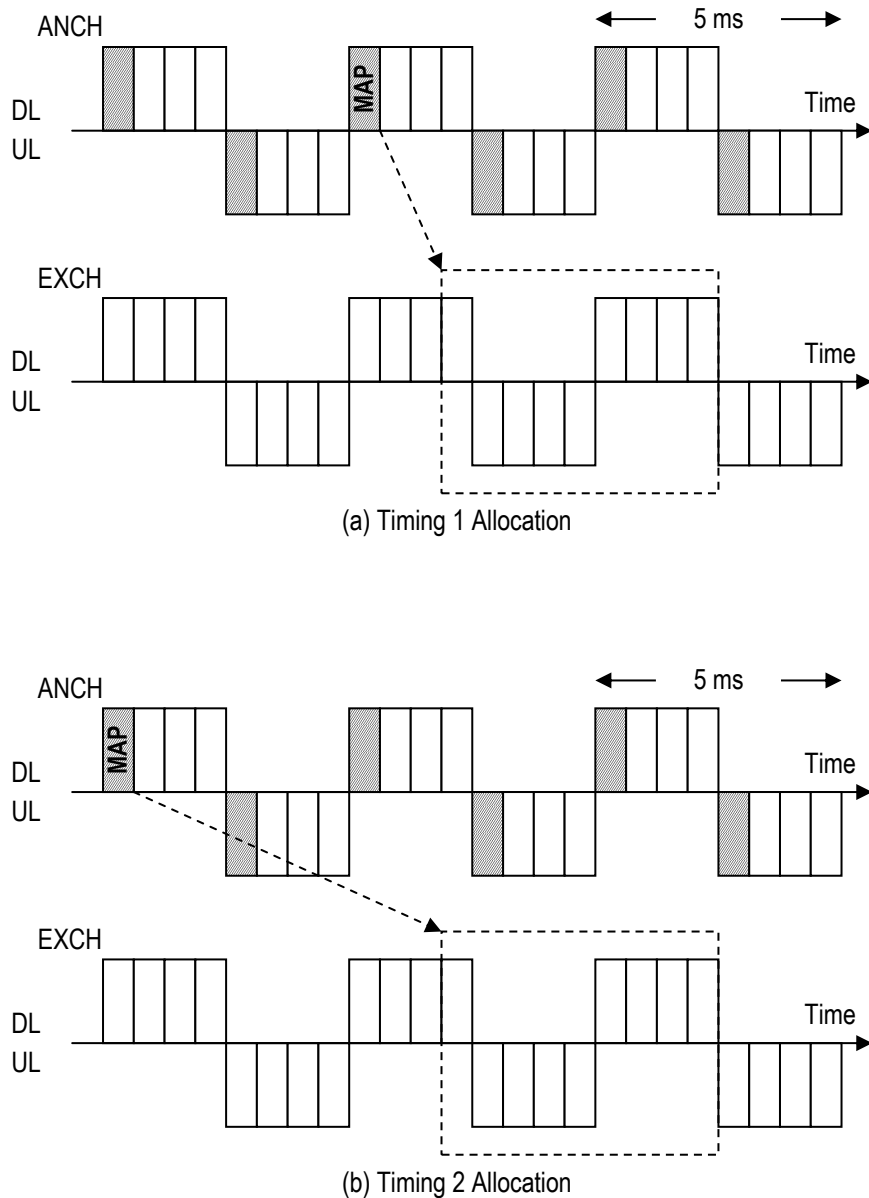 ANCH
5 ms
MAP
DL
Time
UL
EXCH
DL
Time
UL
(a) Timing 1 Allocation
ANCH
5 ms
MAP
DL
Time
UL
EXCH
DL
Time
UL
(b) Timing 2 Allocation